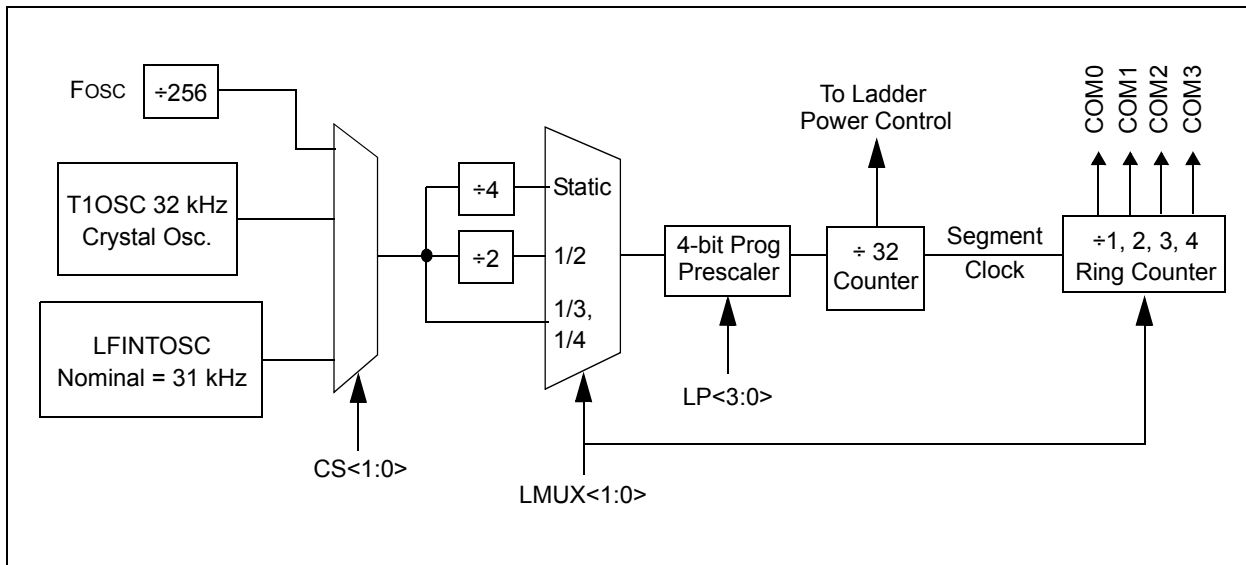 FOSC
÷256
T1OSC 32 kHz
Crystal Osc.
LFINTOSC
Nominal = 31 kHz
CS<1:0>
÷4
÷2
Static
1/2
1/3,
1/4
LMUX<1:0>
4-bit Prog
Prescaler
LP<3:0>
To Ladder
Power Control
÷ 32
Counter
Segment
Clock
COM0
COM1
COM2
COM3
÷1, 2, 3, 4
Ring Counter